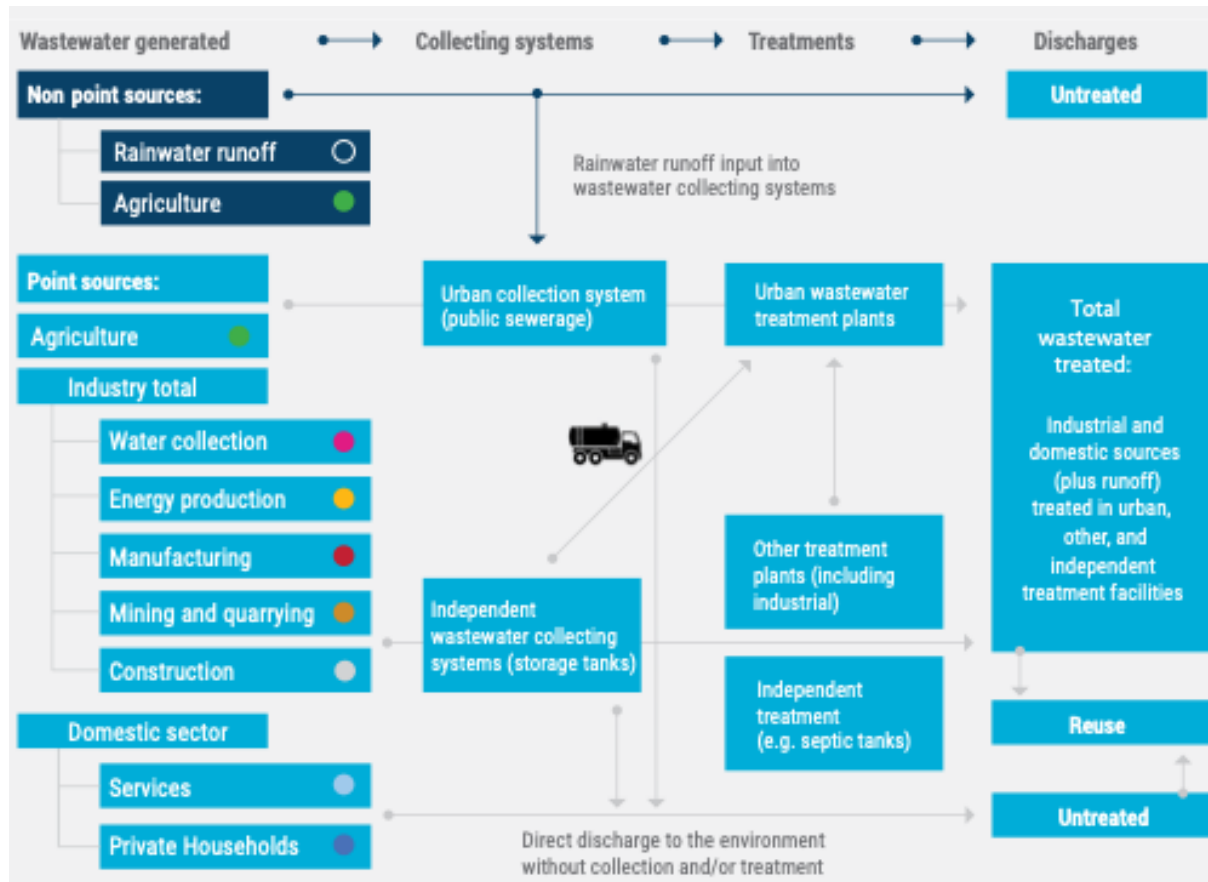 Wastewater generated
Collecting systems
Treatments
Discharges
Non point sources:
Untreated
Rainwater runoff
Agriculture
Rainwater runoff input into
wastewater collecting systems
Point sources:
Agriculture
Industry total
Water collection
Energy production
Manufacturing
Mining and quarrying
Construction
Domestic sector
Services
Private Households
Urban collection system
(public sewerage)
Independent
wastewater collecting
systems (storage tanks)
Urban wastewater
treatment plants
Other treatment
plants (including
industrial)
Independent
treatment
(e.g. septic tanks)
Direct discharge to the environment
without collection and/or treatment
Total
wastewater
treated:
Industrial and
domestic sources
(plus runoff)
treated in urban,
other, and
independent
treatment facilities
Reuse
Untreated